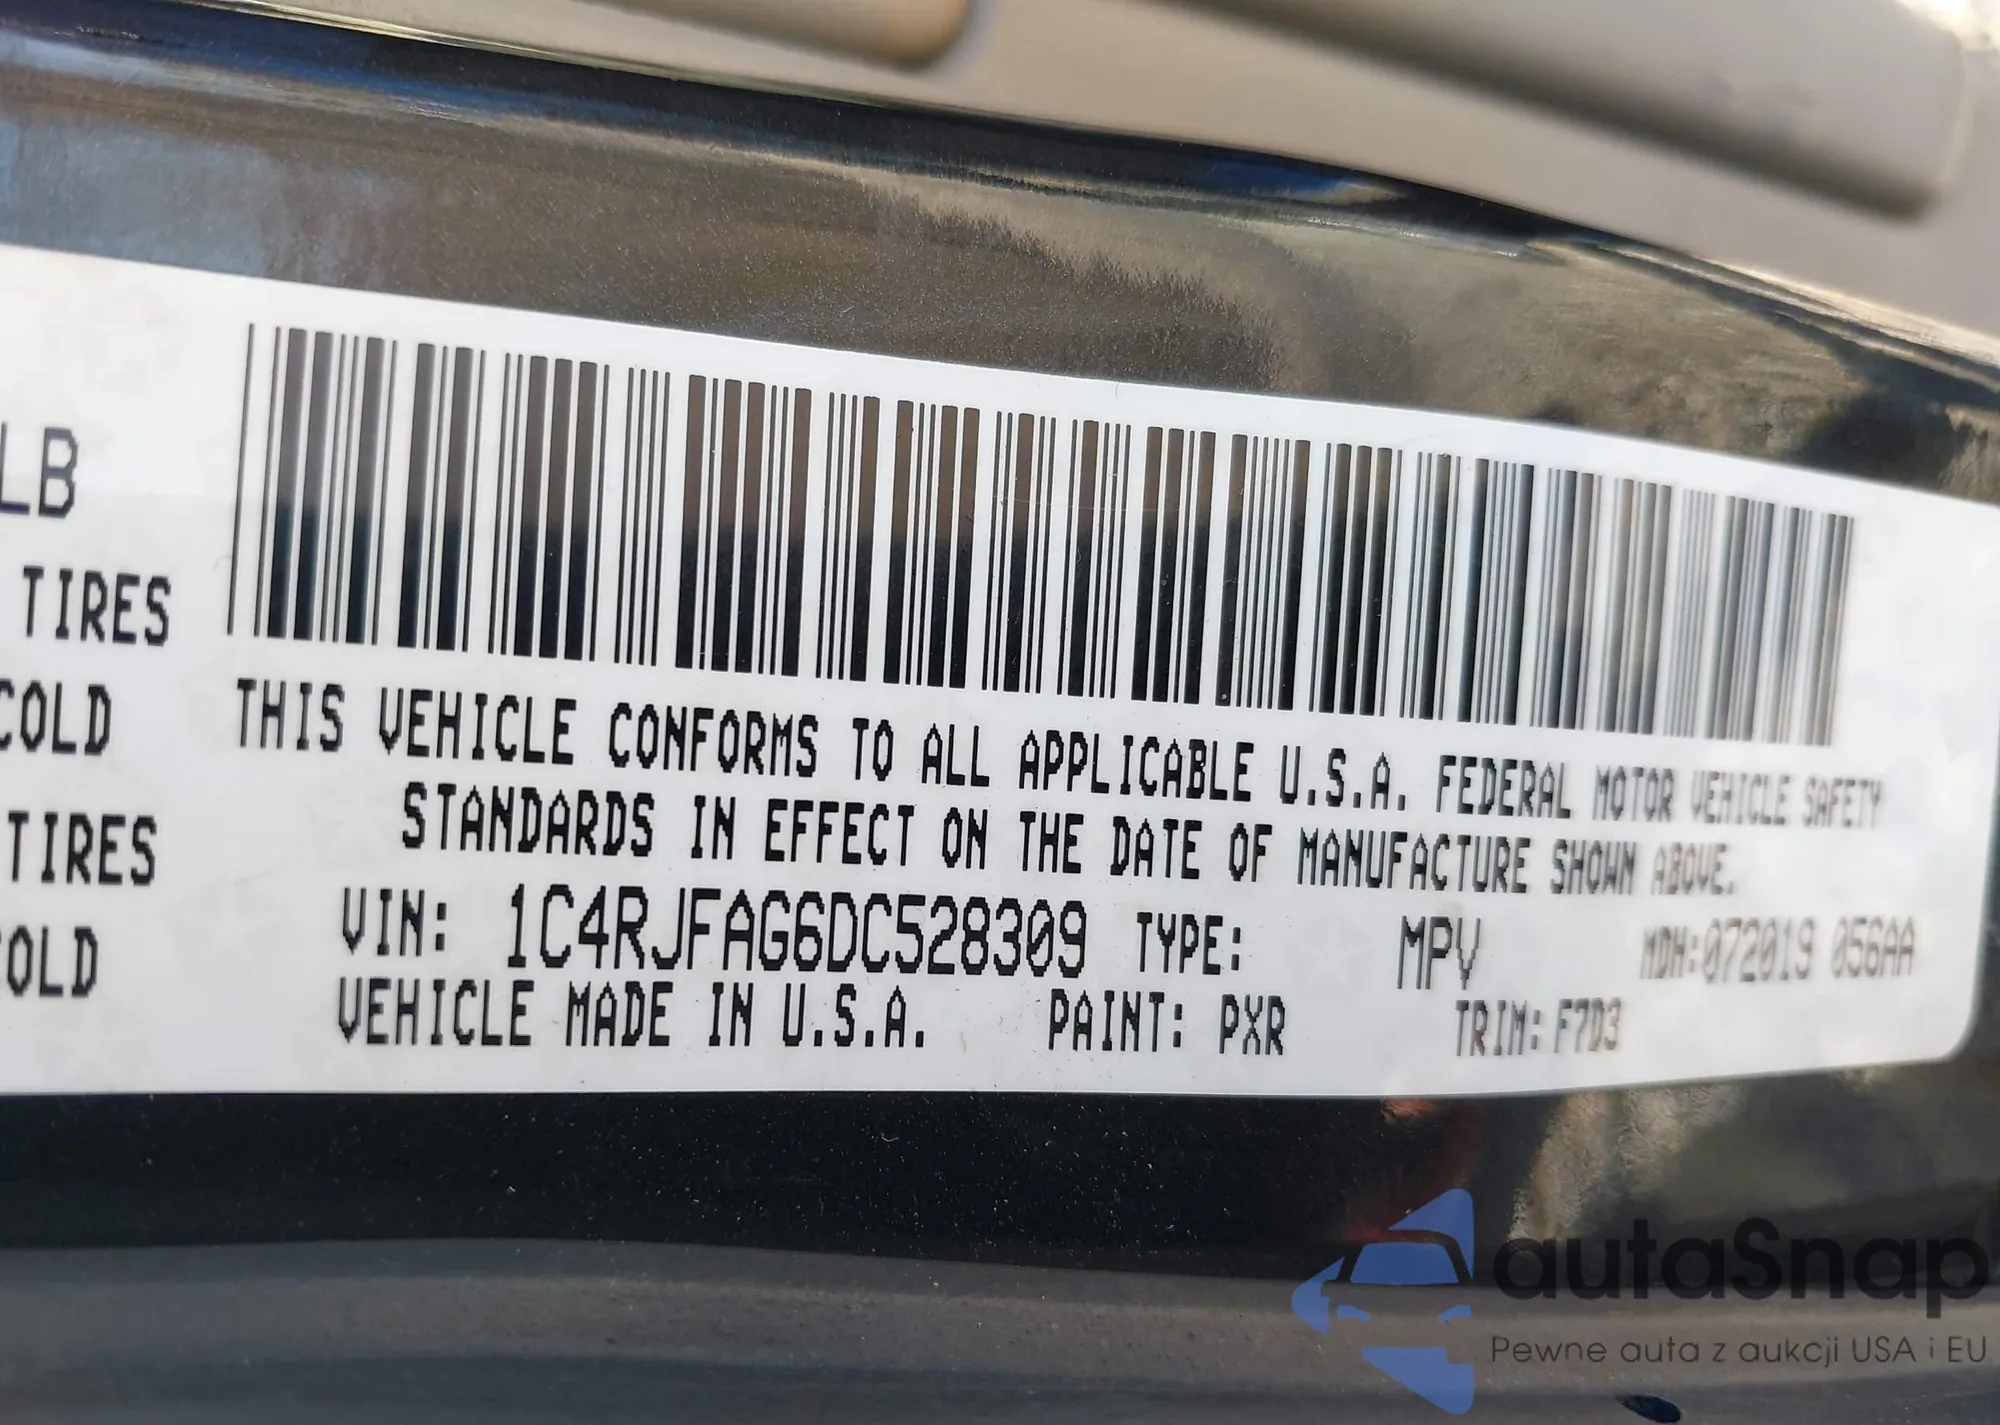 LB
TIRES
COLD
TIRES
COLD
THIS VEHICLE CONFORMS TO ALL APPLICABLE U.S.A. FEDERAL MOTOR VEHICLE SAFETY
STANDARDS IN EFFECT ON THE DATE OF MANUFACTURE SHOWN ABOVE.
VIN: 1C4RJFAG6DC528309 TYPE: MPV MDH:072019 056AA
VEHICLE MADE IN U.S.A. PAINT: PXR TRIM: F7D3
autaSnap
Pewne auta z aukcji USA i EU